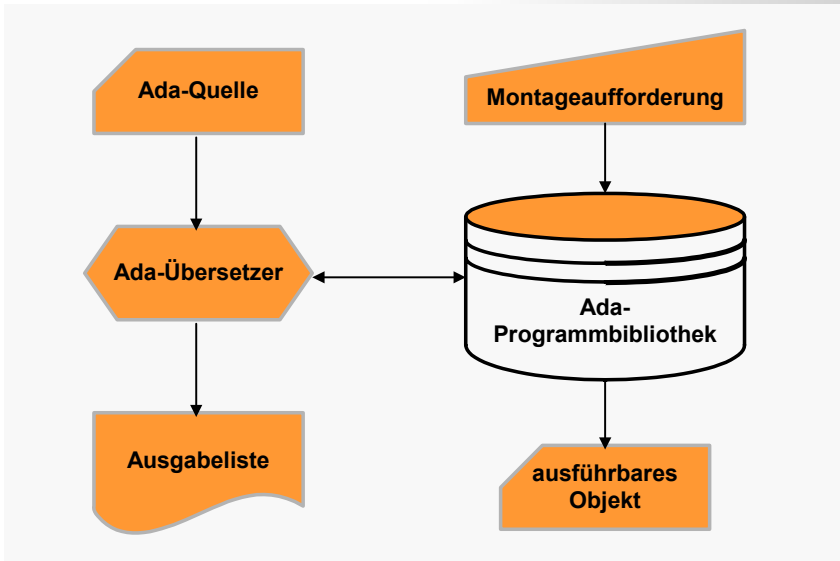 Ada-Quelle
Montageaufforderung
Ada-Übersetzer
Ada-
Programmbibliothek
Ausgabeliste
ausführbares
Objekt